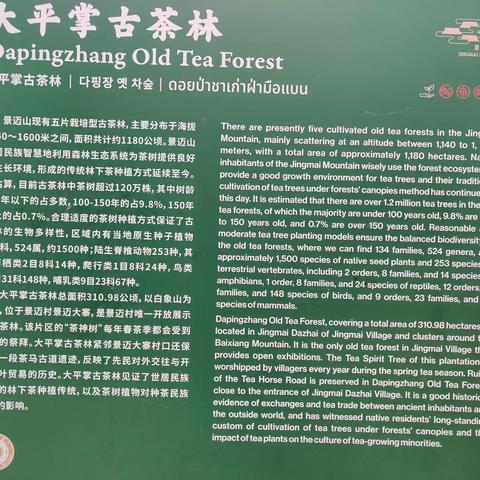 大平掌古茶林
Dapingzhang Old Tea Forest
平掌古茶林 | 다핑장 옛 차숲 | ดอยป่าชาเก่าฝ่ามือแบน
景迈山现有五片栽培型古茶林，主要分布于海拔
40～1600米之间，面积共计约1180公顷。景迈山
居民族智慧地利用森林生态系统为茶树提供良好
生长环境，形成的传统林下茶种植方式延续至今。
估算，目前古茶林中茶树超过120万株，其中树龄
年以下的占多数，100-150年的占9.8%，150年
上的占0.7%。合理适度的茶树种植方式保证了古
林的生物多样性，区域内有当地原生种子植物
科，524属，约1500种；陆生脊椎动物253种，其
栖类2目8科14种，爬行类1目8科24种，鸟类
31科148种，哺乳类9目23科67种。
大平掌古茶林总面积310.98公顷，以白象山为
，位于景迈村景迈大寨，是景迈村唯一开放展示
茶林。该片区的“茶神树”每年春茶季都会受到
的祭拜。大平掌古茶林紧邻景迈大寨村口还保
一段茶马古道遗迹，反映了先民对外交往与开
叶贸易的历史。大平掌古茶林见证了世居民族
的林下茶种植传统，以及茶树植物对种茶民族
的影响。
There are presently five cultivated old tea forests in the Jing
Mountain, mainly scattering at an altitude between 1,140 to 1,
meters, with a total area of approximately 1,180 hectares. Na
inhabitants of the Jingmai Mountain wisely use the forest ecosystem
provide a good growth environment for tea trees and their traditi
cultivation of tea trees under forests' canopies method has continue
this day. It is estimated that there are over 1.2 million tea trees in the
tea forests, of which the majority are under 100 years old, 9.8% are
to 150 years old, and 0.7% are over 150 years old. Reasonable
moderate tea tree planting models ensure the balanced biodiversity
the old tea forests, where we can find 134 families, 524 genera, a
approximately 1,500 species of native seed plants and 253 species
terrestrial vertebrates, including 2 orders, 8 families, and 14 species
amphibians, 1 order, 8 families, and 24 species of reptiles, 12 orders,
families, and 148 species of birds, and 9 orders, 23 families, and
species of mammals.
Dapingzhang Old Tea Forest, covering a total area of 310.98 hectares
located in Jingmai Dazhai of Jingmai Village and clusters around t
Baixiang Mountain. It is the only old tea forest in Jingmai Village th
provides open exhibitions. The Tea Spirit Tree of this plantation
worshipped by villagers every year during the spring tea season. Rui
of the Tea Horse Road is preserved in Dapingzhang Old Tea Fore
close to the entrance of Jingmai Dazhai Village. It is a good historic
evidence of exchanges and tea trade between ancient inhabitants an
the outside world, and has witnessed native residents' long-standin
custom of cultivation of tea trees under forests' canopies and th
impact of tea plants on the culture of tea-growing minorities.